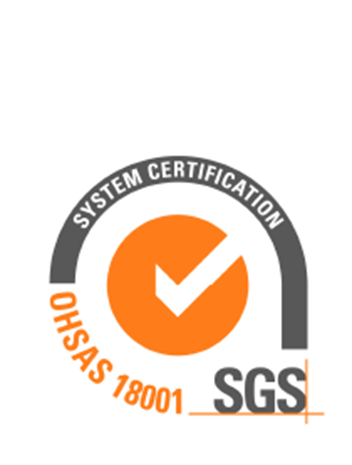 SYSTEM CERTIFICATION
OHSAS 18001
SGS